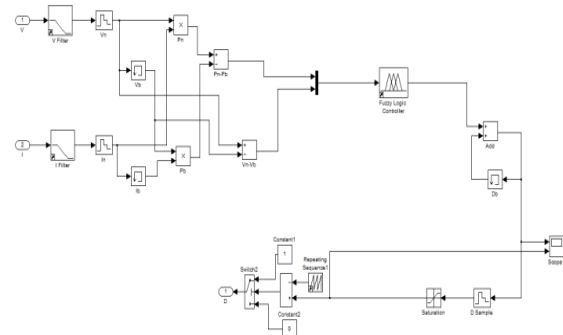 1
V
V Filter
Vn
Pn
Pn-Pb
Vb
Fuzzy Logic
Controller
Add
2
I
I Filter
In
Ib
Pb
Vn-Vb
Db
Scope
Constant1
1
Switch2
Repeating
Sequence1
1
D
Constant2
0
Saturation
D Sample